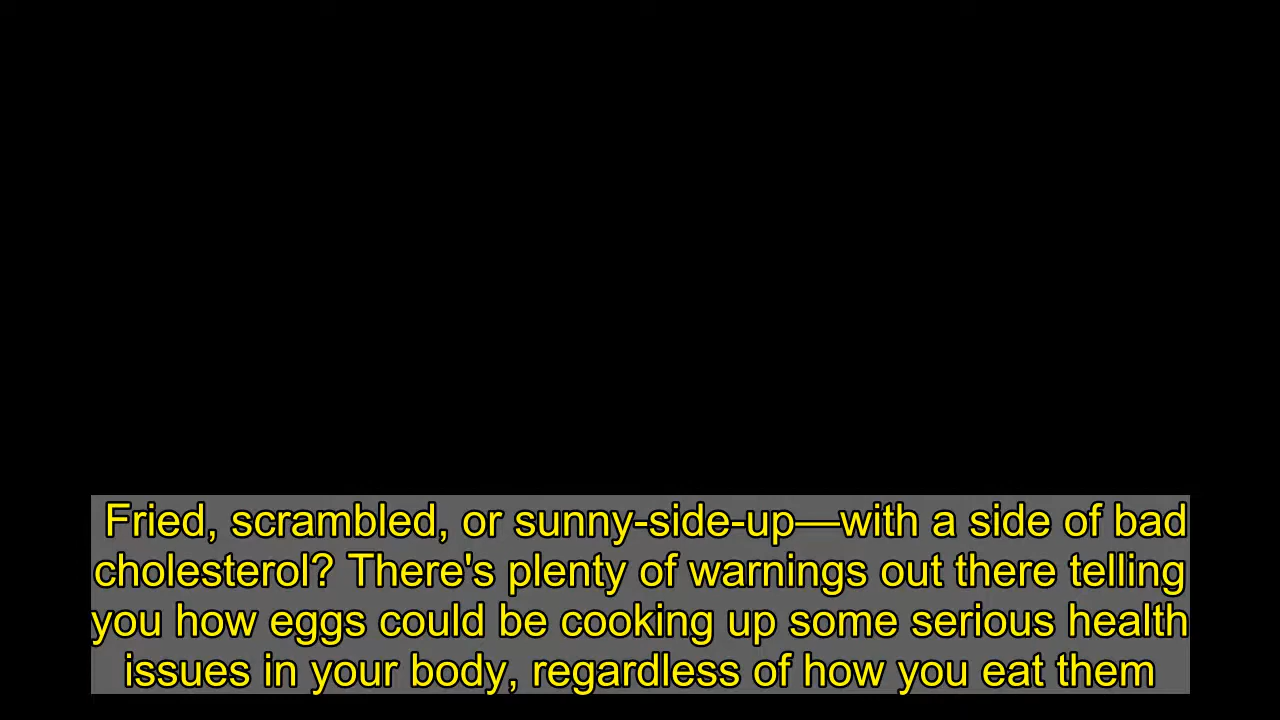 Fried, scrambled, or sunny-side-up—with a side of bad
cholesterol? There's plenty of warnings out there telling
you how eggs could be cooking up some serious health
issues in your body, regardless of how you eat them